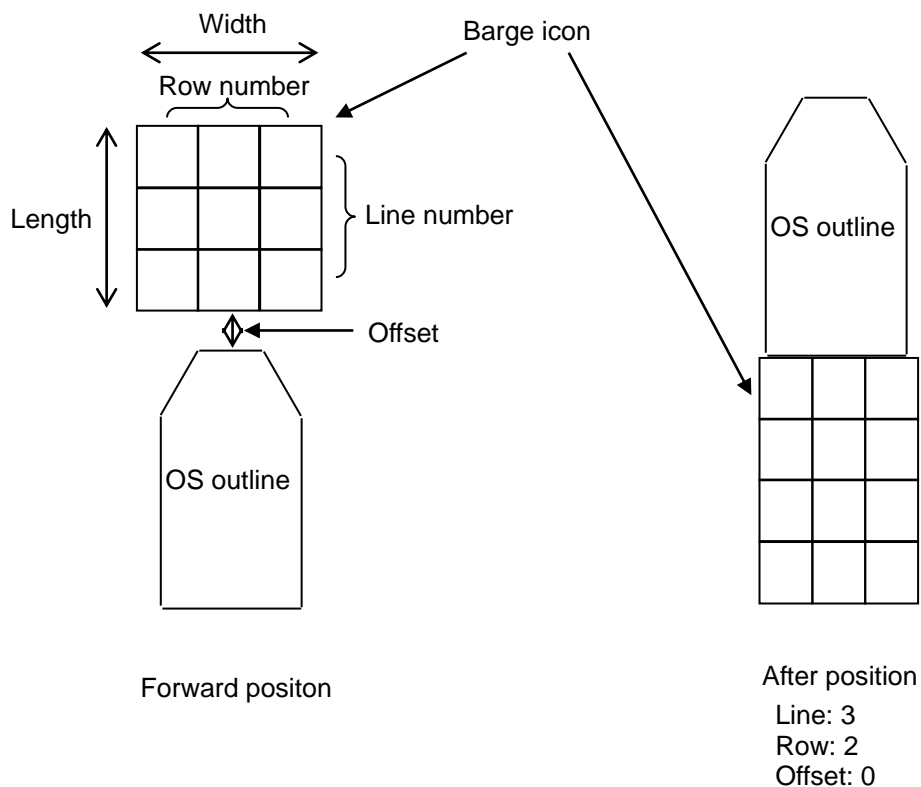 Width
Barge icon
Row number
Length
Line number
Offset
OS outline
OS outline
Forward positon
After position
Line: 3
Row: 2
Offset: 0